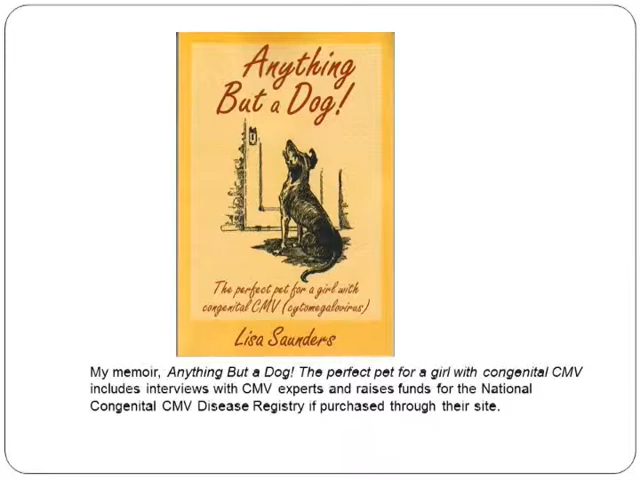 Anything
But a Dog!
The perfect pet for a girl with
congenital CMV (cytomegalovirus)
Lisa Saunders
My memoir, Anything But a Dog! The perfect pet for a girl with congenital CMV
includes interviews with CMV experts and raises funds for the National
Congenital CMV Disease Registry if purchased through their site.